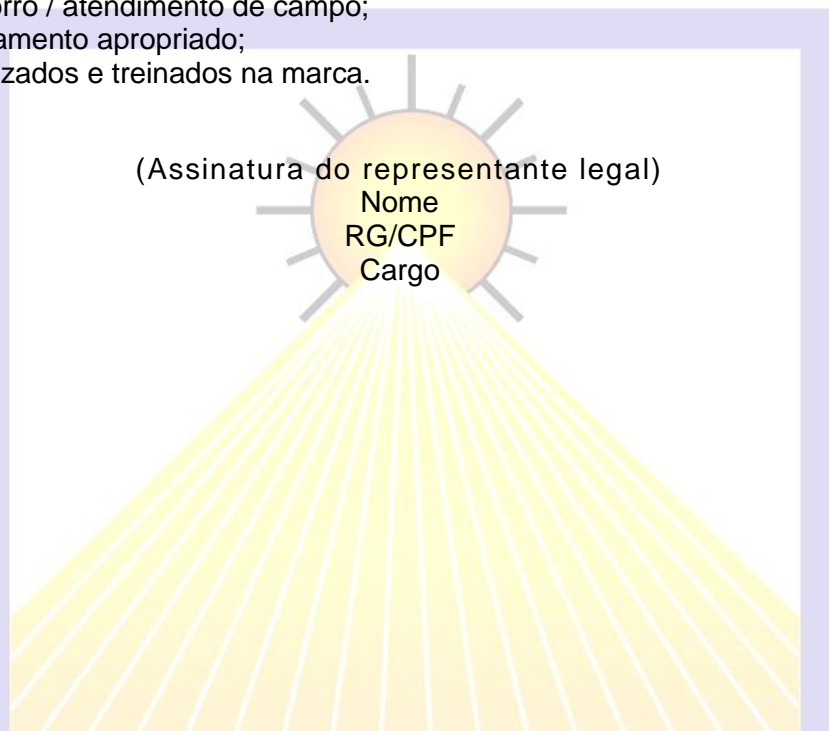 orro / atendimento de campo;
amento apropriado;
zados e treinados na marca.
(Assinatura do representante legal)
Nome
RG/CPF
Cargo